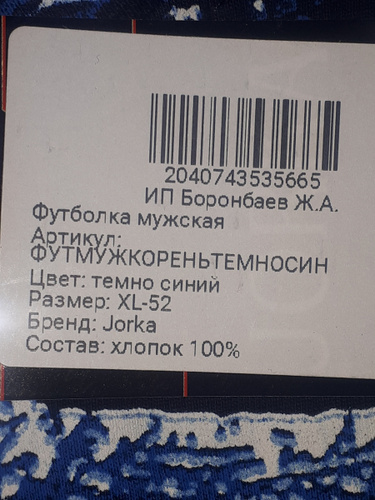 2040743535665
ИП Боронбаев Ж.А.
Футболка мужская
Артикул:
ФУТМУЖКОРЕНЬТЕМНОСИН
Цвет: темно синий
Размер: XL-52
Бренд: Jorka
Состав: хлопок 100%